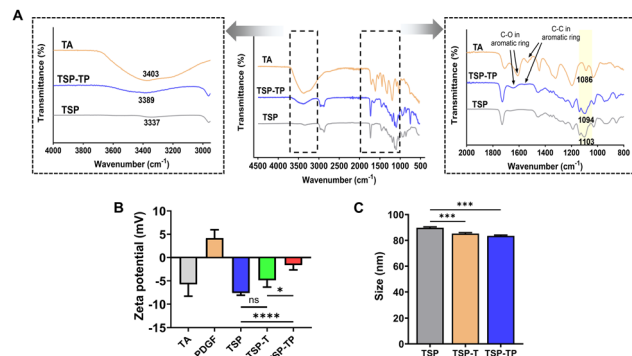 A
Transmittance (%)
TA
3403
TSP-TP
3389
TSP
3337
4000 3800 3600 3400 3200 3000
Wavenumber (cm-1)
Transmittance (%)
TA
TSP-TP
TSP
4500 4000 3500 3000 2500 2000 1500 1000 500
Wavenumber (cm-1)
Transmittance (%)
C-O in
aromatic ring
C-C in
aromatic ring
TA
1086
TSP-TP
TSP
1094
1103
2000 1800 1600 1400 1200 1000 800
Wavenumber (cm-1)
B
Zeta potential (mV)
10
5
0
-5
-10
-15
ns
*
****
TA
PDGF
TSP
TSP-T
TSP-TP
C
Size (nm)
100
80
60
40
20
0
***
***
TSP TSP-T TSP-TP